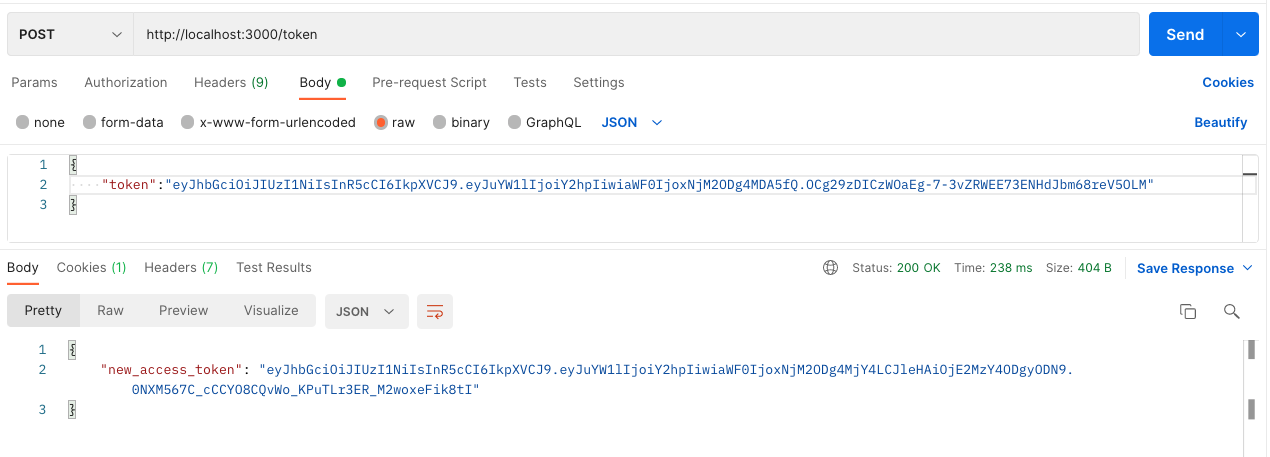 POST http://localhost:3000/token Send
Params Authorization Headers (9) Body Pre-request Script Tests Settings Cookies
none form-data x-www-form-urlencoded raw binary GraphQL JSON Beautify
1 {
2 "token":"eyJhbGciOiJIUzI1NiIsInR5cCI6IkpXVCJ9.eyJuYW1lIjoiY2hpIiwiaWF0IjoxNjM2ODg4MDA5fQ.OCg29zDICzWOaEg-7-3vZRWEE73ENHdJbm68reV5OLM"
3 }
Body Cookies (1) Headers (7) Test Results Status: 200 OK Time: 238 ms Size: 404 B Save Response
Pretty Raw Preview Visualize JSON
1 {
2 "new_access_token": "eyJhbGciOiJIUzI1NiIsInR5cCI6IkpXVCJ9.eyJuYW1lIjoiY2hpIiwiaWF0IjoxNjM2ODg4MjY4LCJleHAiOjE2MzY4ODgyODN9.
0NXM567C_cCCYO8CQvWo_KPuTLr3ER_M2woxeFik8tI"
3 }